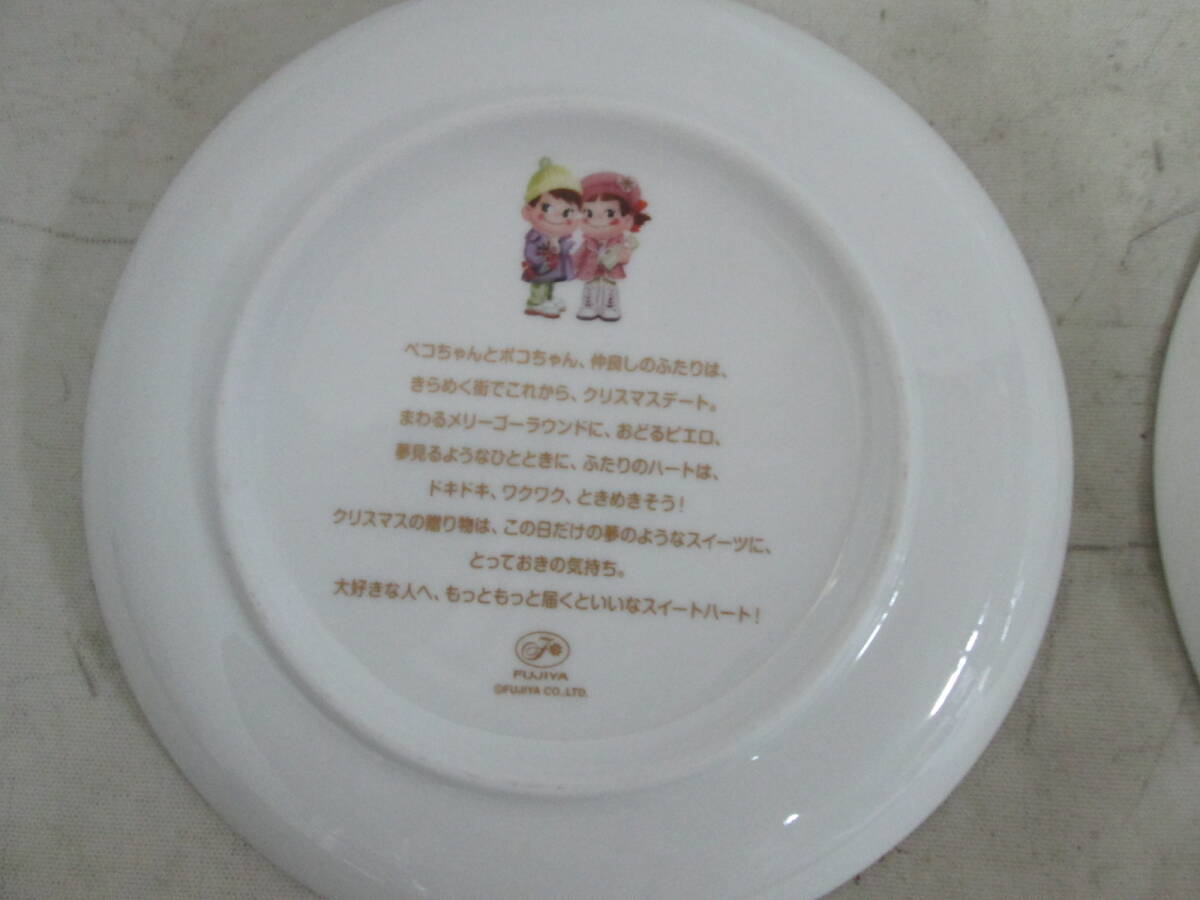 ペコちゃんとポコちゃん、仲良しのふたりは、
きらめく街でこれから、クリスマスデート。
まわるメリーゴーラウンドに、おどるピエロ、
夢見るようなひとときに、ふたりのハートは、
ドキドキ、ワクワク、ときめきそう!
クリスマスの贈り物は、この日だけの夢のようなスイーツに、
とっておきの気持ち。
大好きな人へ、もっともっと届くといいなスイートハート!
F
FUJIYA
©FUJIYA CO.,LTD.